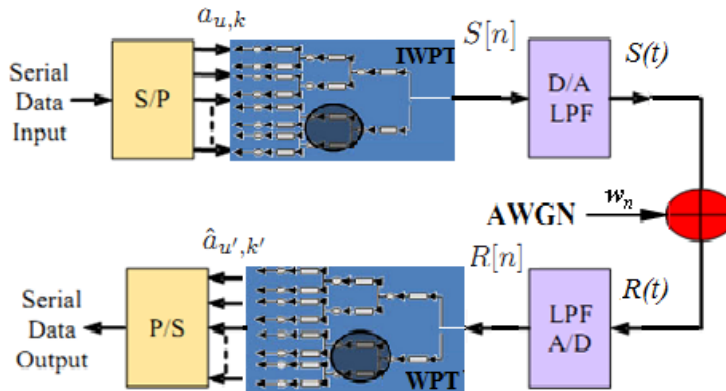 a_{u,k}
S[n]
S(t)
IWPT
Serial
Data
Input
S/P
D/A
LPF
AWGN
w_n
â_{u',k'}
R[n]
R(t)
Serial
Data
Output
P/S
LPF
A/D
WPT